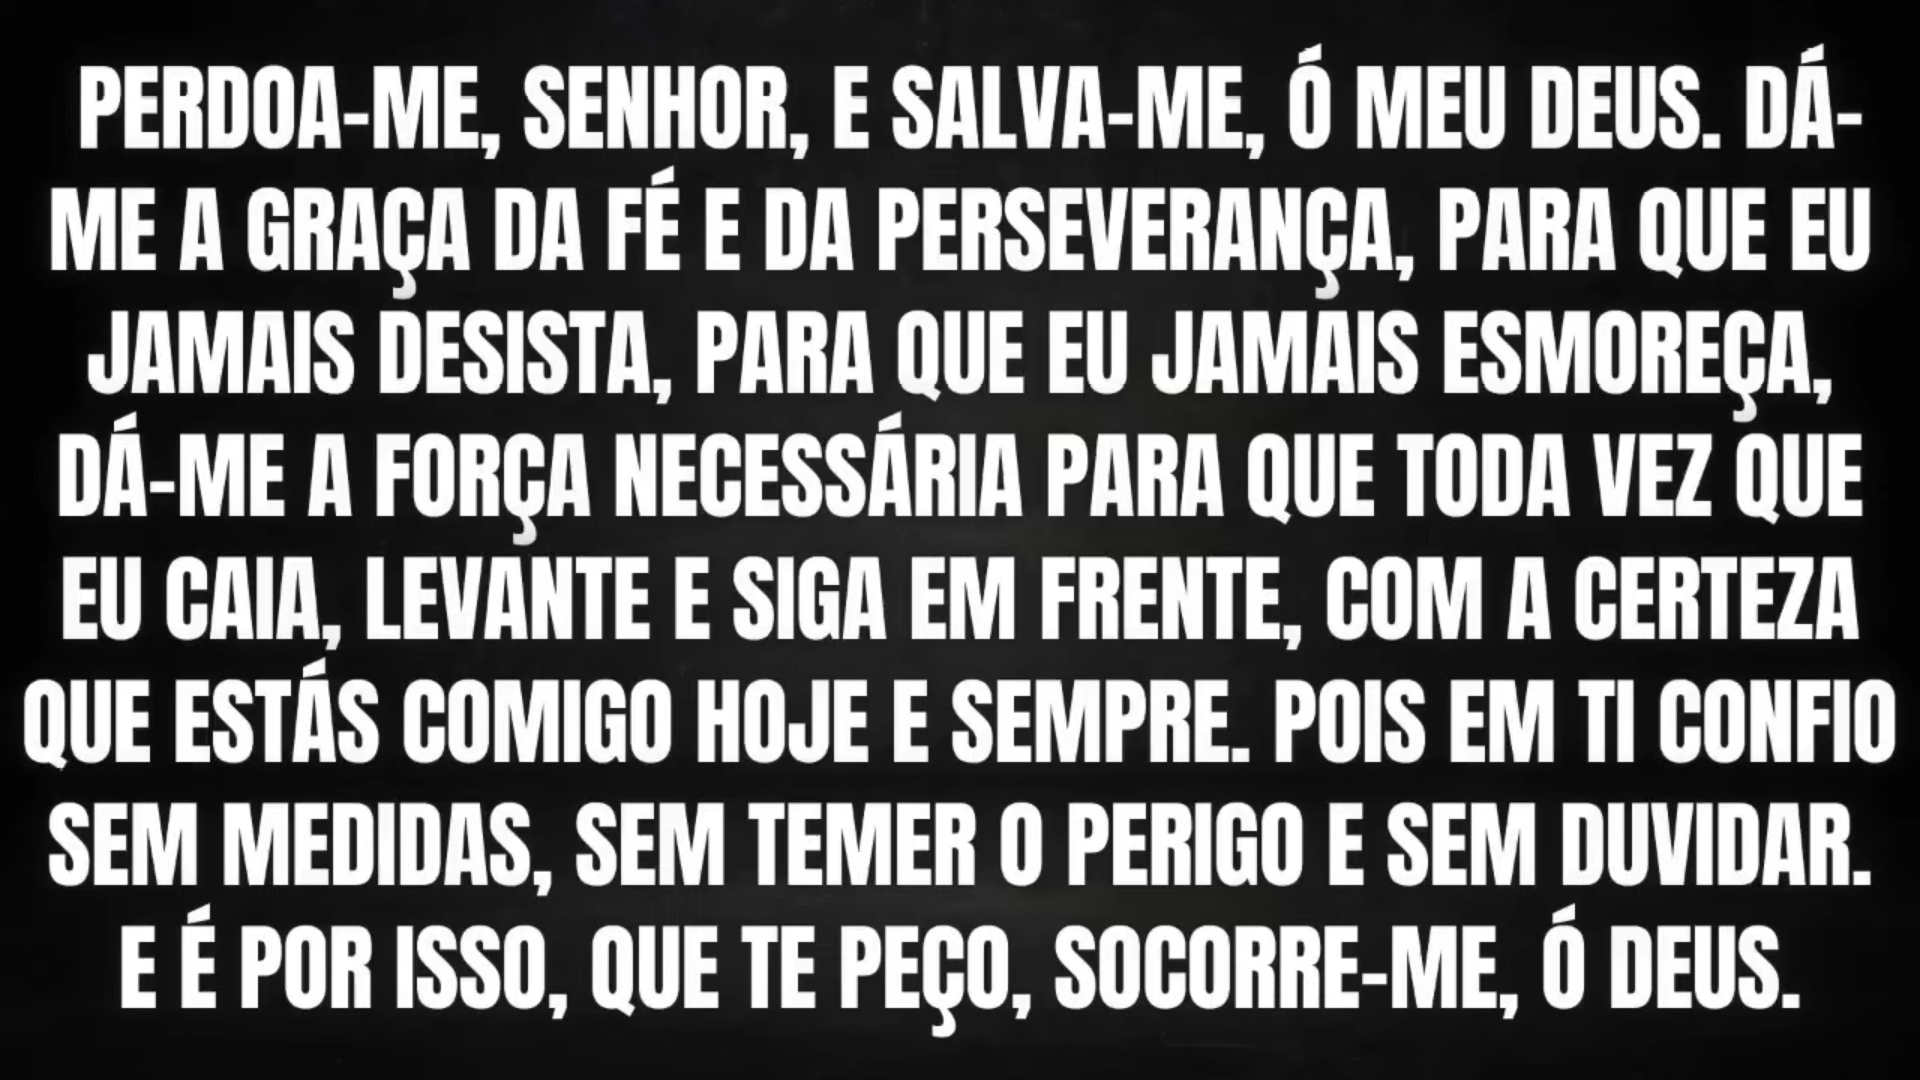 PERDOA-ME, SENHOR, E SALVA-ME, Ó MEU DEUS. DÁ-
ME A GRAÇA DA FÉ E DA PERSEVERANÇA, PARA QUE EU
JAMAIS DESISTA, PARA QUE EU JAMAIS ESMOREÇA,
DÁ-ME A FORÇA NECESSÁRIA PARA QUE TODA VEZ QUE
EU CAIA, LEVANTE E SIGA EM FRENTE, COM A CERTEZA
QUE ESTÁS COMIGO HOJE E SEMPRE. POIS EM TI CONFIO
SEM MEDIDAS, SEM TEMER O PERIGO E SEM DUVIDAR.
E É POR ISSO, QUE TE PEÇO, SOCORRE-ME, Ó DEUS.